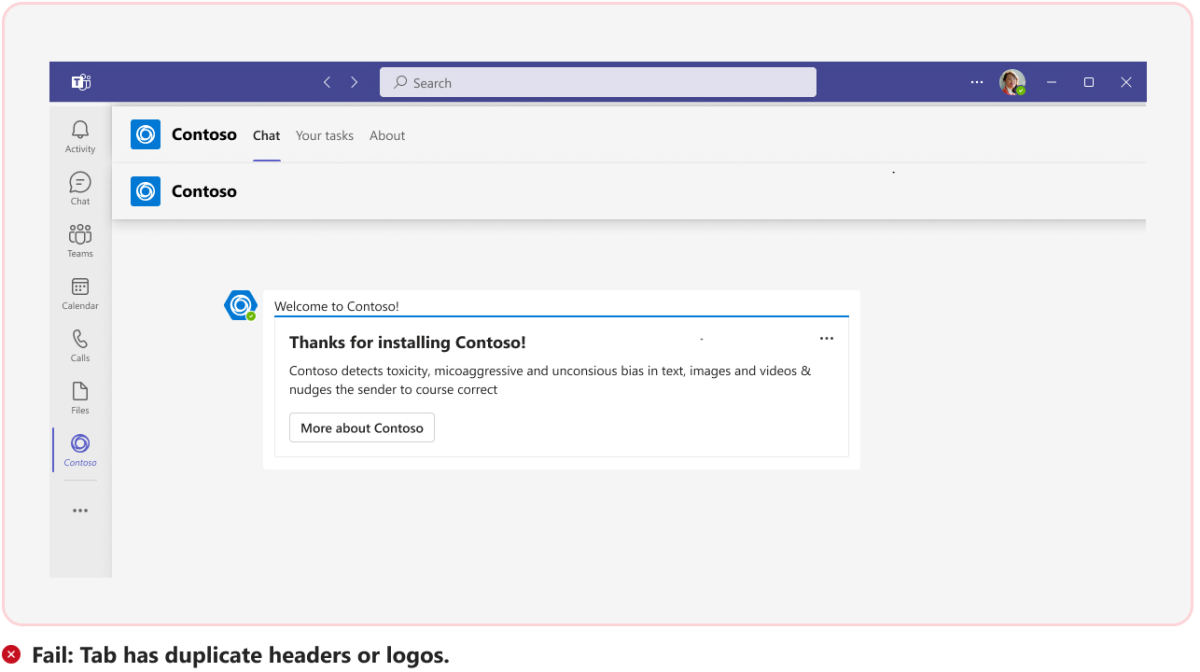 Search
Activity
Chat
Teams
Calendar
Calls
Files
Contoso
Contoso Chat Your tasks About
Contoso
Welcome to Contoso!
Thanks for installing Contoso!
Contoso detects toxicity, micoaggressive and unconsious bias in text, images and videos &
nudges the sender to course correct
More about Contoso
Fail: Tab has duplicate headers or logos.